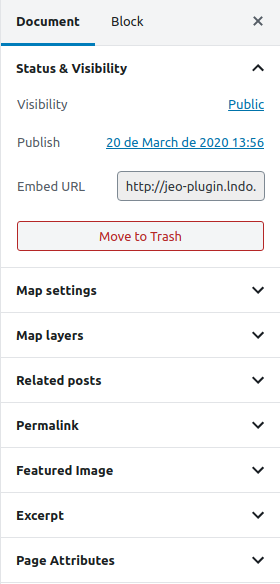 Document Block
Status & Visibility
Visibility Public
Publish 20 de March de 2020 13:56
Embed URL http://jeo-plugin.lndo.
Move to Trash
Map settings
Map layers
Related posts
Permalink
Featured Image
Excerpt
Page Attributes